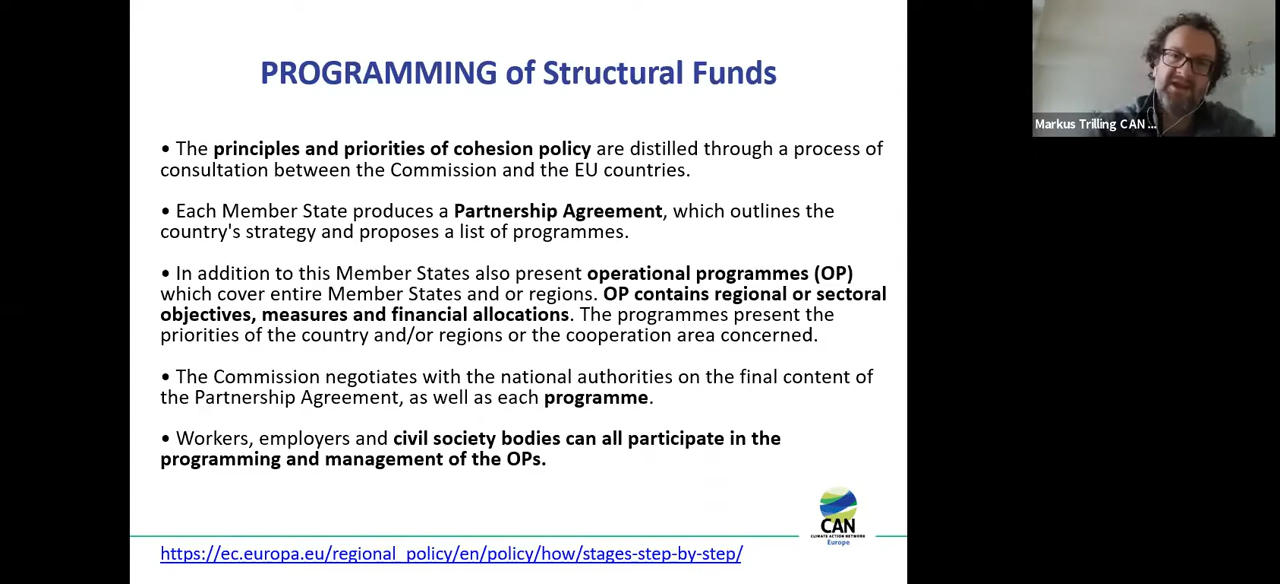 PROGRAMMING of Structural Funds
• The principles and priorities of cohesion policy are distilled through a process of
consultation between the Commission and the EU countries.
• Each Member State produces a Partnership Agreement, which outlines the
country's strategy and proposes a list of programmes.
• In addition to this Member States also present operational programmes (OP)
which cover entire Member States and or regions. OP contains regional or sectoral
objectives, measures and financial allocations. The programmes present the
priorities of the country and/or regions or the cooperation area concerned.
• The Commission negotiates with the national authorities on the final content of
the Partnership Agreement, as well as each programme.
• Workers, employers and civil society bodies can all participate in the
programming and management of the OPs.
https://ec.europa.eu/regional_policy/en/policy/how/stages-step-by-step/
CAN
CLIMATE ACTION NETWORK
Europe
Markus Trilling CAN ...